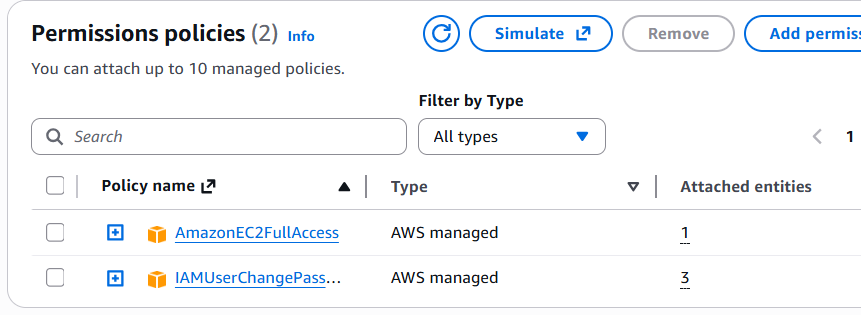 Permissions policies (2) Info
Simulate
Remove
Add permis
You can attach up to 10 managed policies.
Filter by Type
Search
All types
1
Policy name
Type
Attached entities
AmazonEC2FullAccess
AWS managed
1
IAMUserChangePass…
AWS managed
3